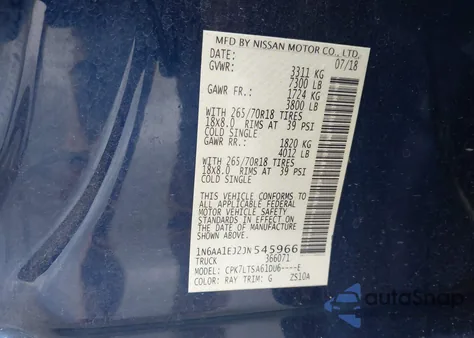 MFD BY NISSAN MOTOR CO., LTD.
DATE: 07/18
GVWR: 3311 KG
7300 LB
GAWR FR.: 1724 KG
3800 LB
WITH 265/70R18 TIRES
18X8.0 RIMS AT 39 PSI
COLD SINGLE
GAWR RR.: 1820 KG
4012 LB
WITH 265/70R18 TIRES
18X8.0 RIMS AT 39 PSI
COLD SINGLE
THIS VEHICLE CONFORMS TO
ALL APPLICABLE FEDERAL
MOTOR VEHICLE SAFETY
STANDARDS IN EFFECT ON
THE DATE OF MANUFACTURE
SHOWN ABOVE.
1N6AA1EJ2JN545966
TRUCK 366071
MODEL: CPK7LTSA61DU6----E
COLOR: RAY TRIM: G ZS10A
autoSnap